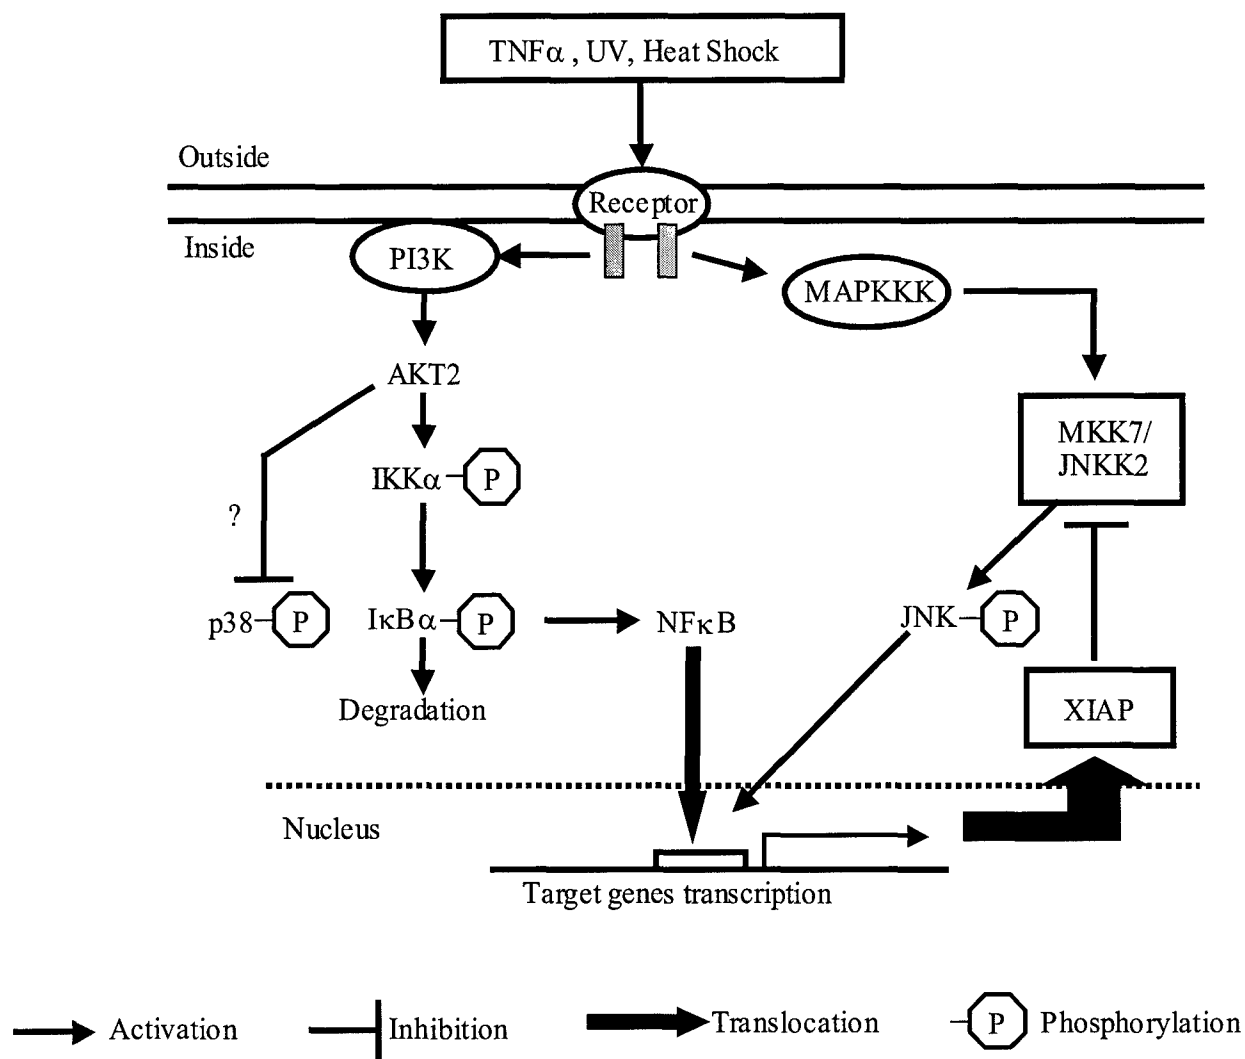 TNFα , UV, Heat Shock
Outside
Receptor
Inside
PI3K
MAPKKK
AKT2
MKK7/
JNKK2
IKKα P
?
p38 P
IκBα P
NFκB
JNK P
Degradation
XIAP
Nucleus
Target genes transcription
Activation
Inhibition
Translocation
P Phosphorylation